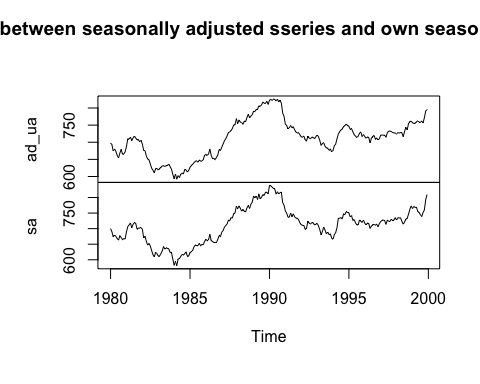 between seasonally adjusted sseries and own seaso
ad_ua
600 750
sa
600 750
1980 1985 1990 1995 2000
Time